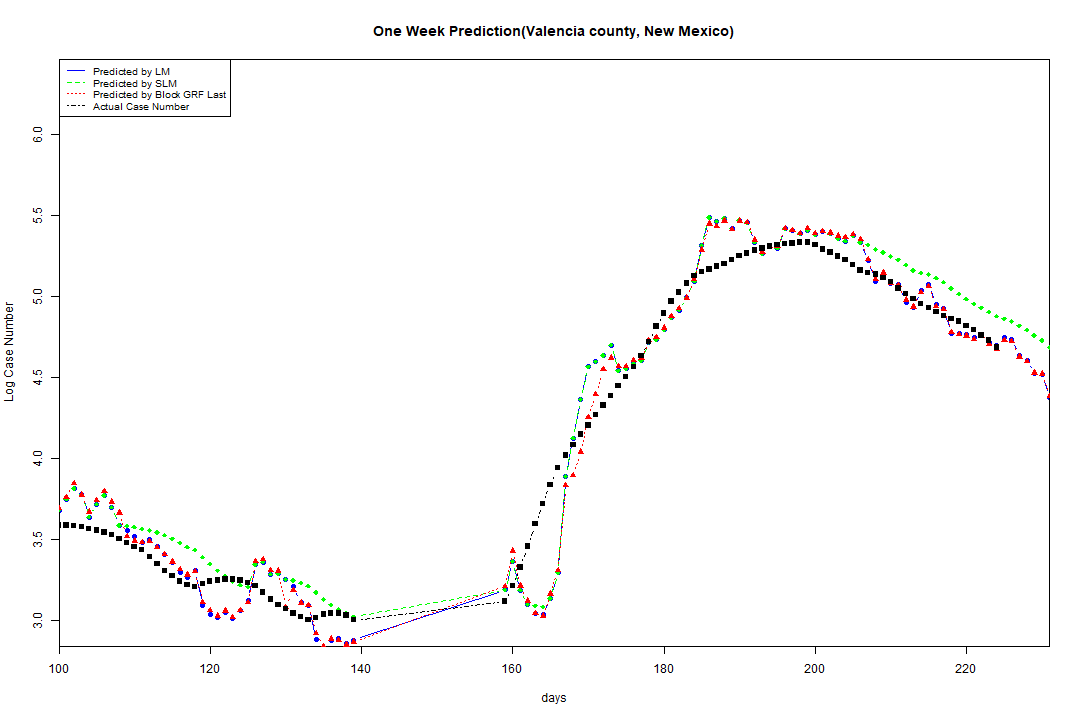 One Week Prediction(Valencia county, New Mexico)
Predicted by LM
Predicted by SLM
Predicted by Block GRF Last
Actual Case Number
6.0
5.5
5.0
4.5
4.0
3.5
3.0
Log Case Number
100 120 140 160 180 200 220
days